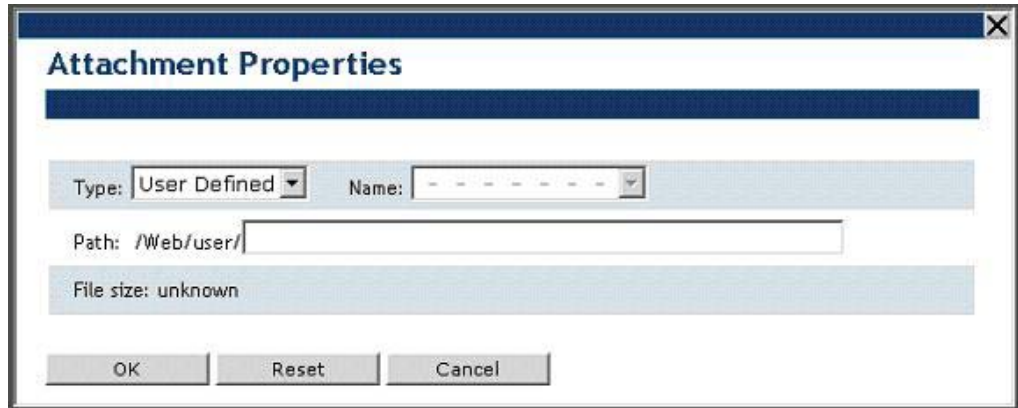 Attachment Properties
Type: User Defined Name: - - - - - - -
Path: /Web/user/
File size: unknown
OK Reset Cancel